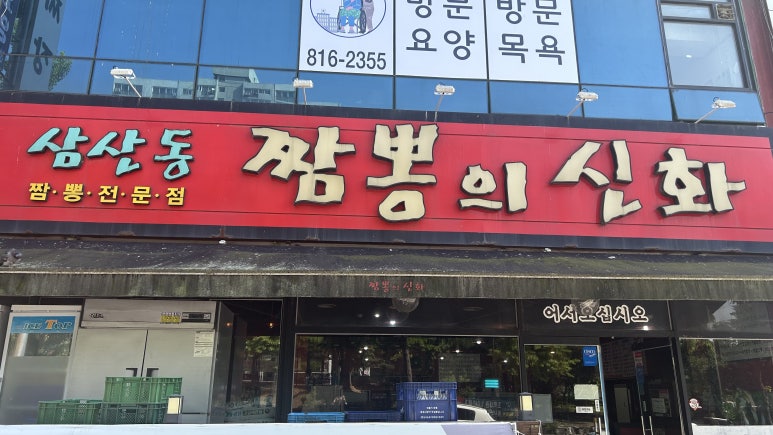 방문 방문
816-2355 요양 목욕
삼산동 짬뽕의 신화
짬·뽕·전·문·점
짬뽕의 신화
어서오십시오